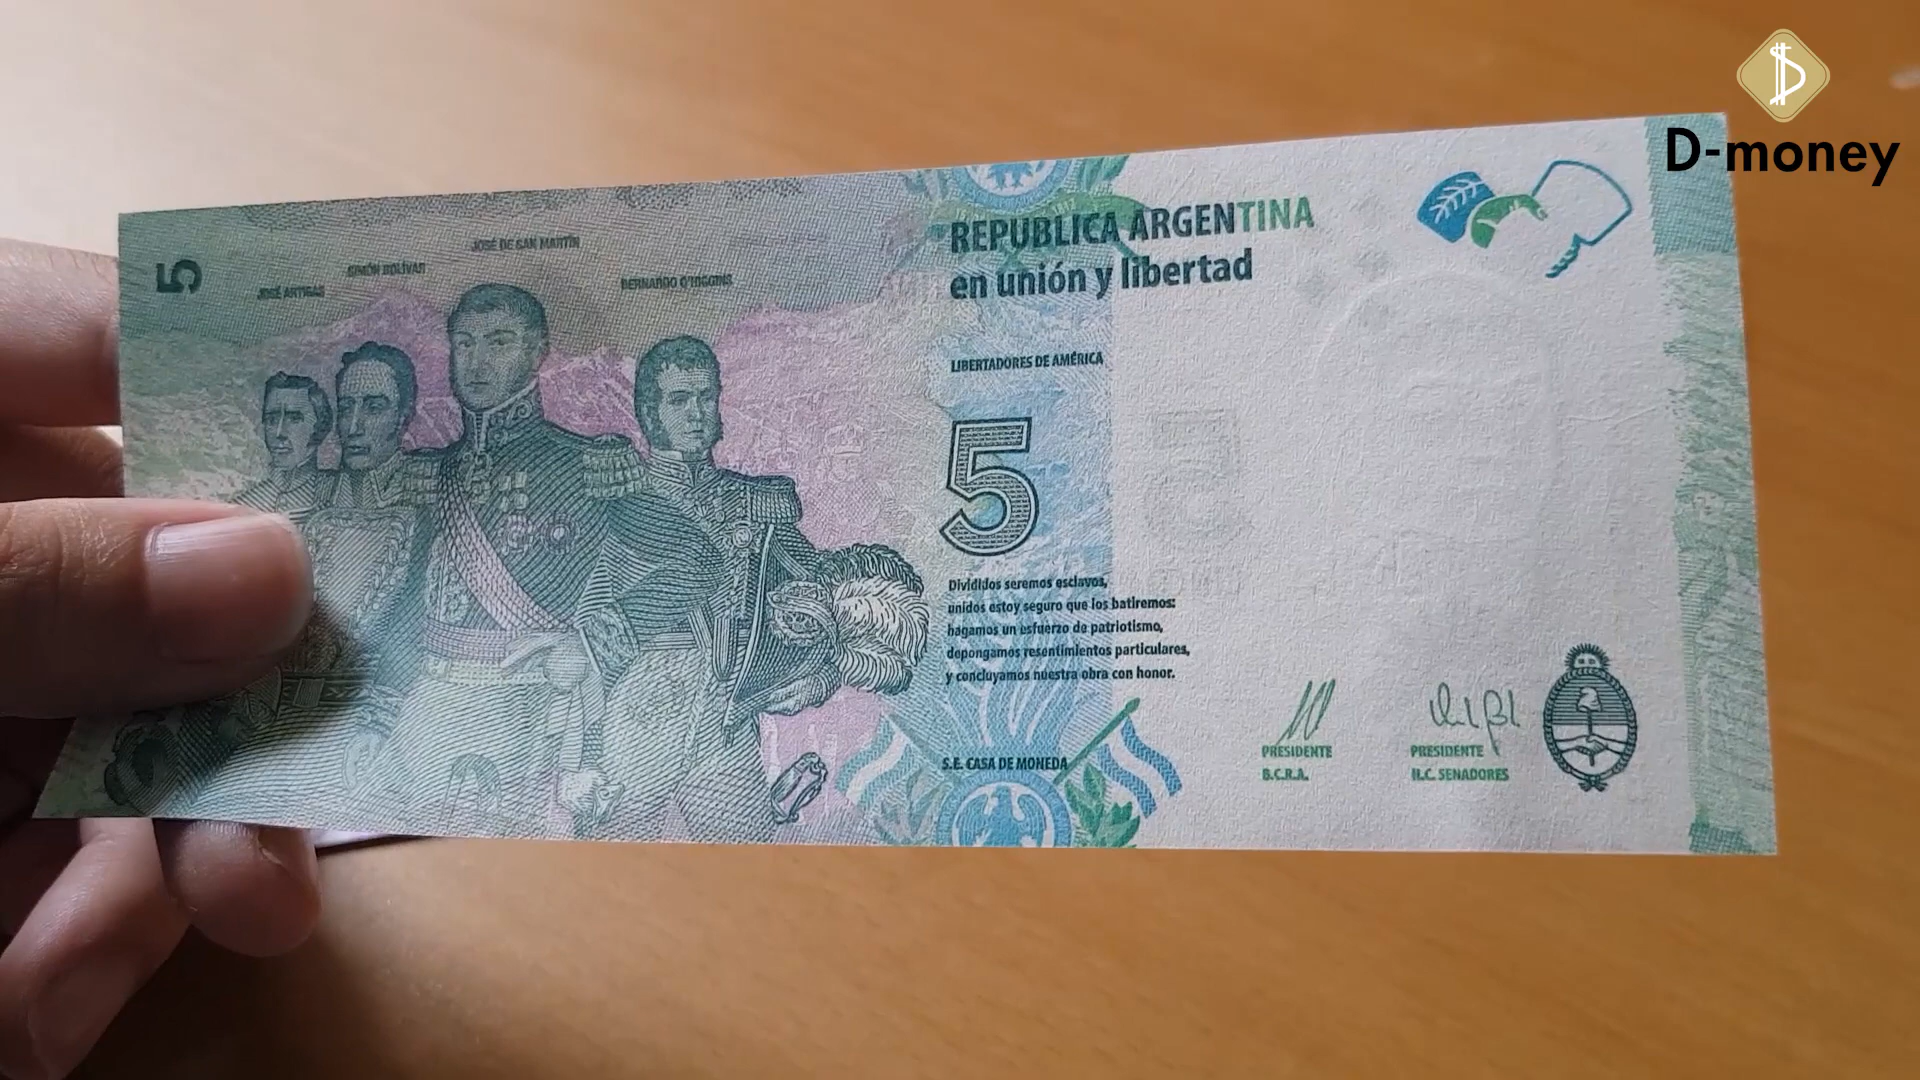 D-money
5
JOSÉ ARTIGAS
SIMÓN BOLÍVAR
JOSÉ DE SAN MARTÍN
BERNARDO O'HIGGINS
REPUBLICA ARGENTINA
en unión y libertad
LIBERTADORES DE AMÉRICA
5
Divididos seremos esclavos,
unidos estoy seguro que los batiremos:
hagamos un esfuerzo de patriotismo,
depongamos resentimientos particulares,
y concluyamos nuestra obra con honor.
S.E. CASA DE MONEDA
PRESIDENTE
B.C.R.A.
PRESIDENTE
H.C. SENADORES